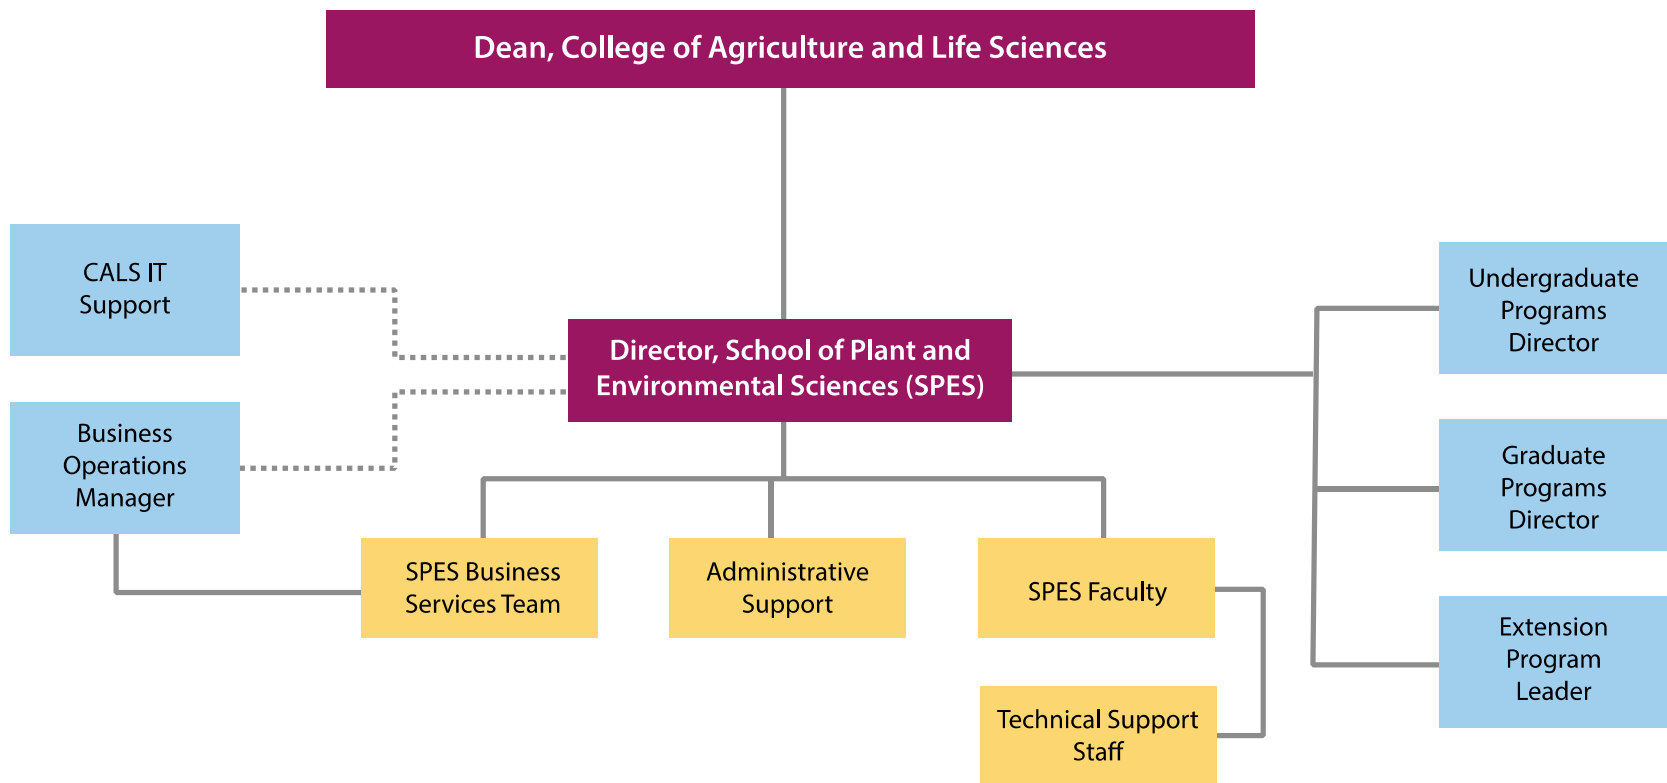 Dean, College of Agriculture and Life Sciences
CALS IT
Support
Undergraduate
Programs
Director
Director, School of Plant and
Environmental Sciences (SPES)
Business
Operations
Manager
Graduate
Programs
Director
SPES Business
Services Team
Administrative
Support
SPES Faculty
Extension
Program
Leader
Technical Support
Staff